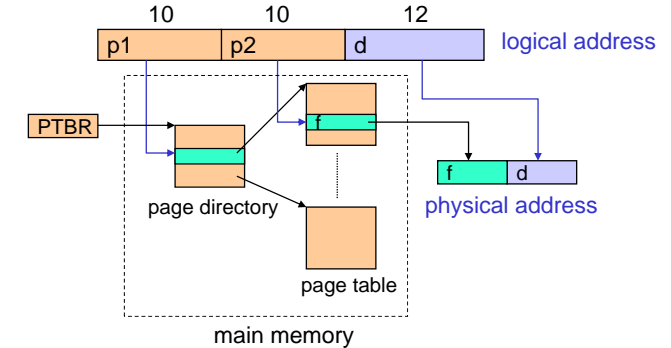 10 10 12
p1 p2 d logical address
f
PTBR
f d
page directory physical address
page table
main memory